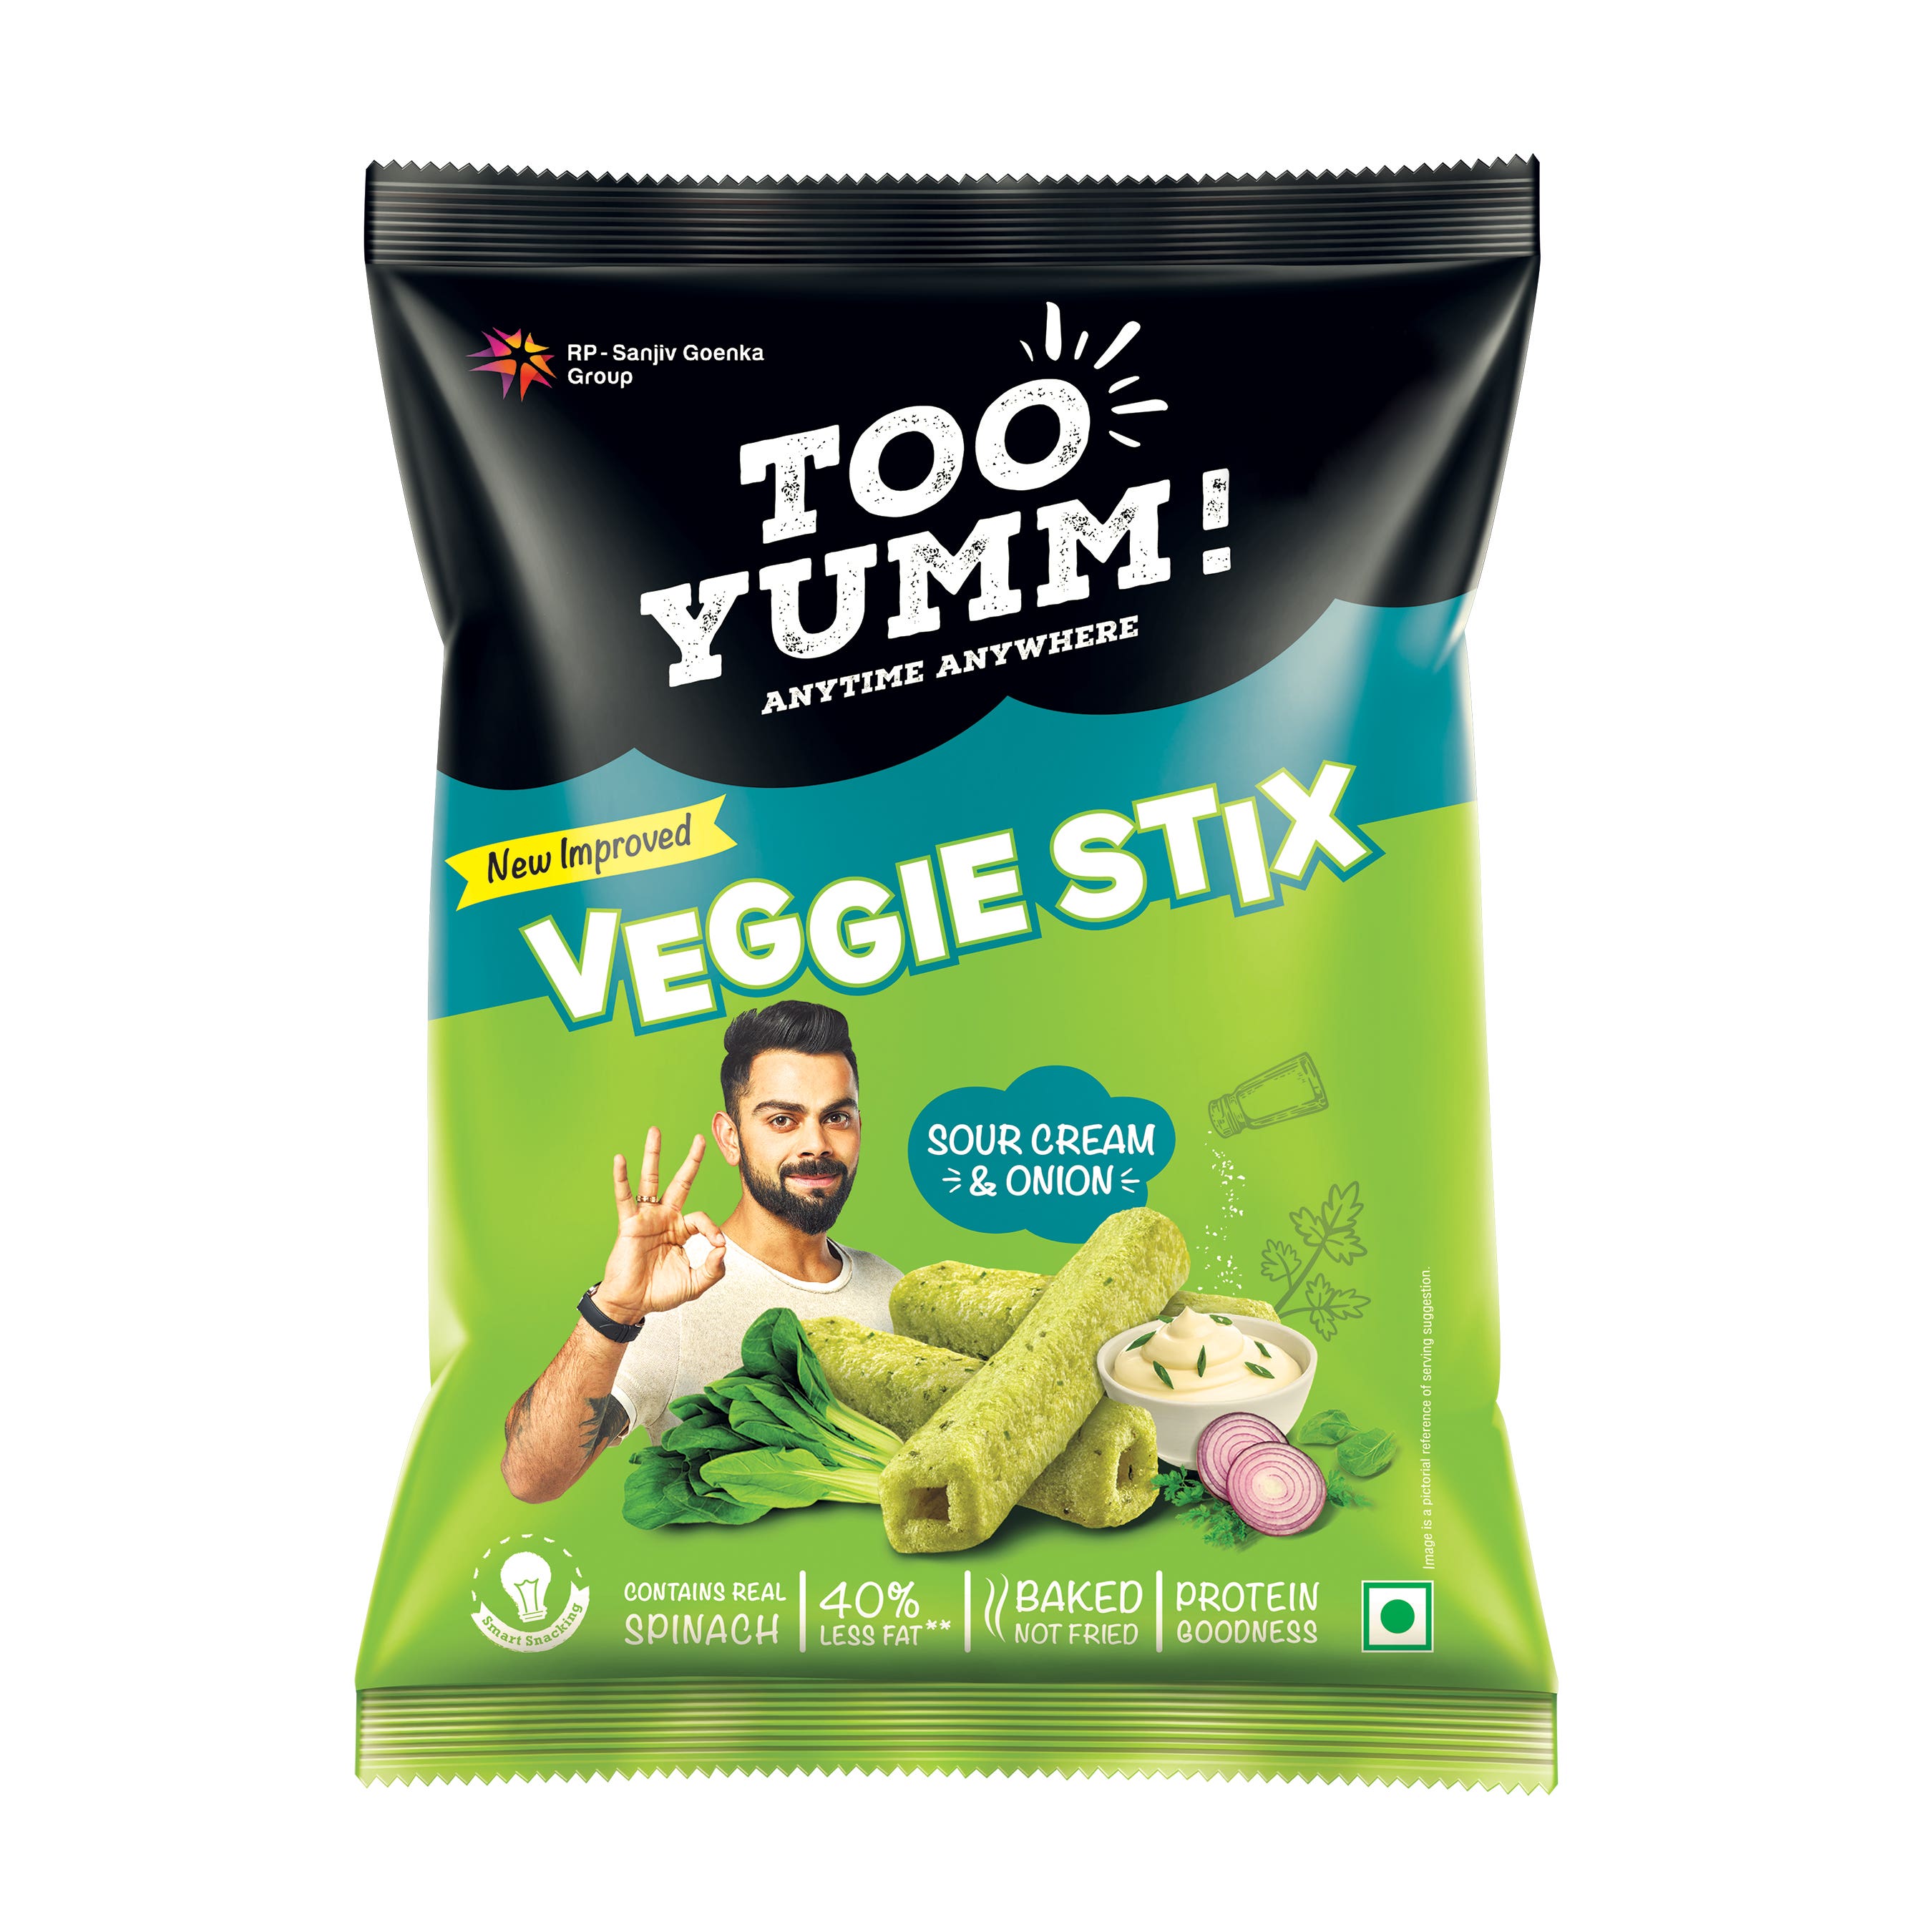 RP - Sanjiv Goenka
Group
TOO
YUMM!
ANYTIME ANYWHERE
New Improved
VEGGIE STIX
SOUR CREAM
& ONION
Image is a pictorial reference of serving suggestion.
Smart Snacking
CONTAINS REAL
SPINACH
40%
LESS FAT**
BAKED
NOT FRIED
PROTEIN
GOODNESS